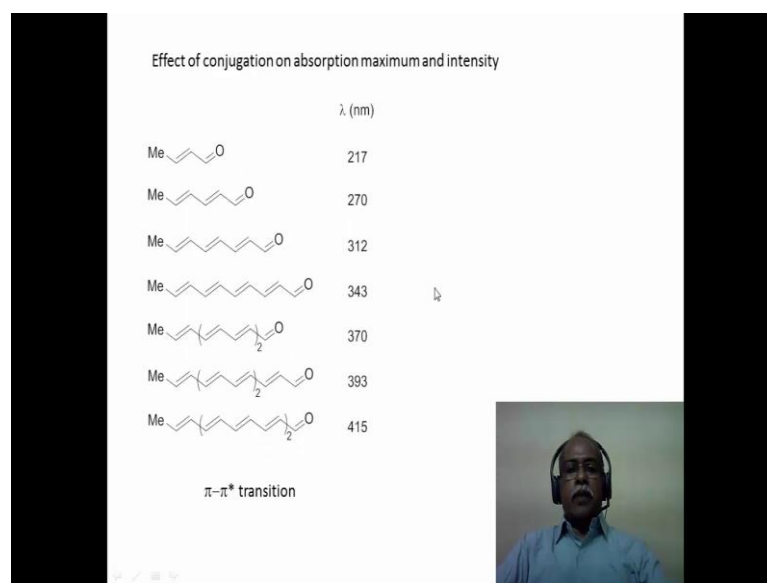 Effect of conjugation on absorption maximum and intensity
λ (nm)
Me O 217
Me O 270
Me O 312
Me O 343
Me 2 O 370
Me 2 O 393
Me 2 O 415
π–π* transition